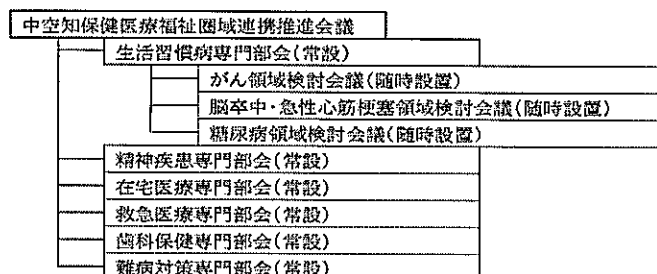 中空知保健医療福祉圏域連携推進会議
生活習慣病専門部会(常設)
がん領域検討会議(随時設置)
脳卒中・急性心筋梗塞領域検討会議(随時設置)
糖尿病領域検討会議(随時設置)
精神疾患専門部会(常設)
在宅医療専門部会(常設)
救急医療専門部会(常設)
歯科保健専門部会(常設)
難病対策専門部会(常設)